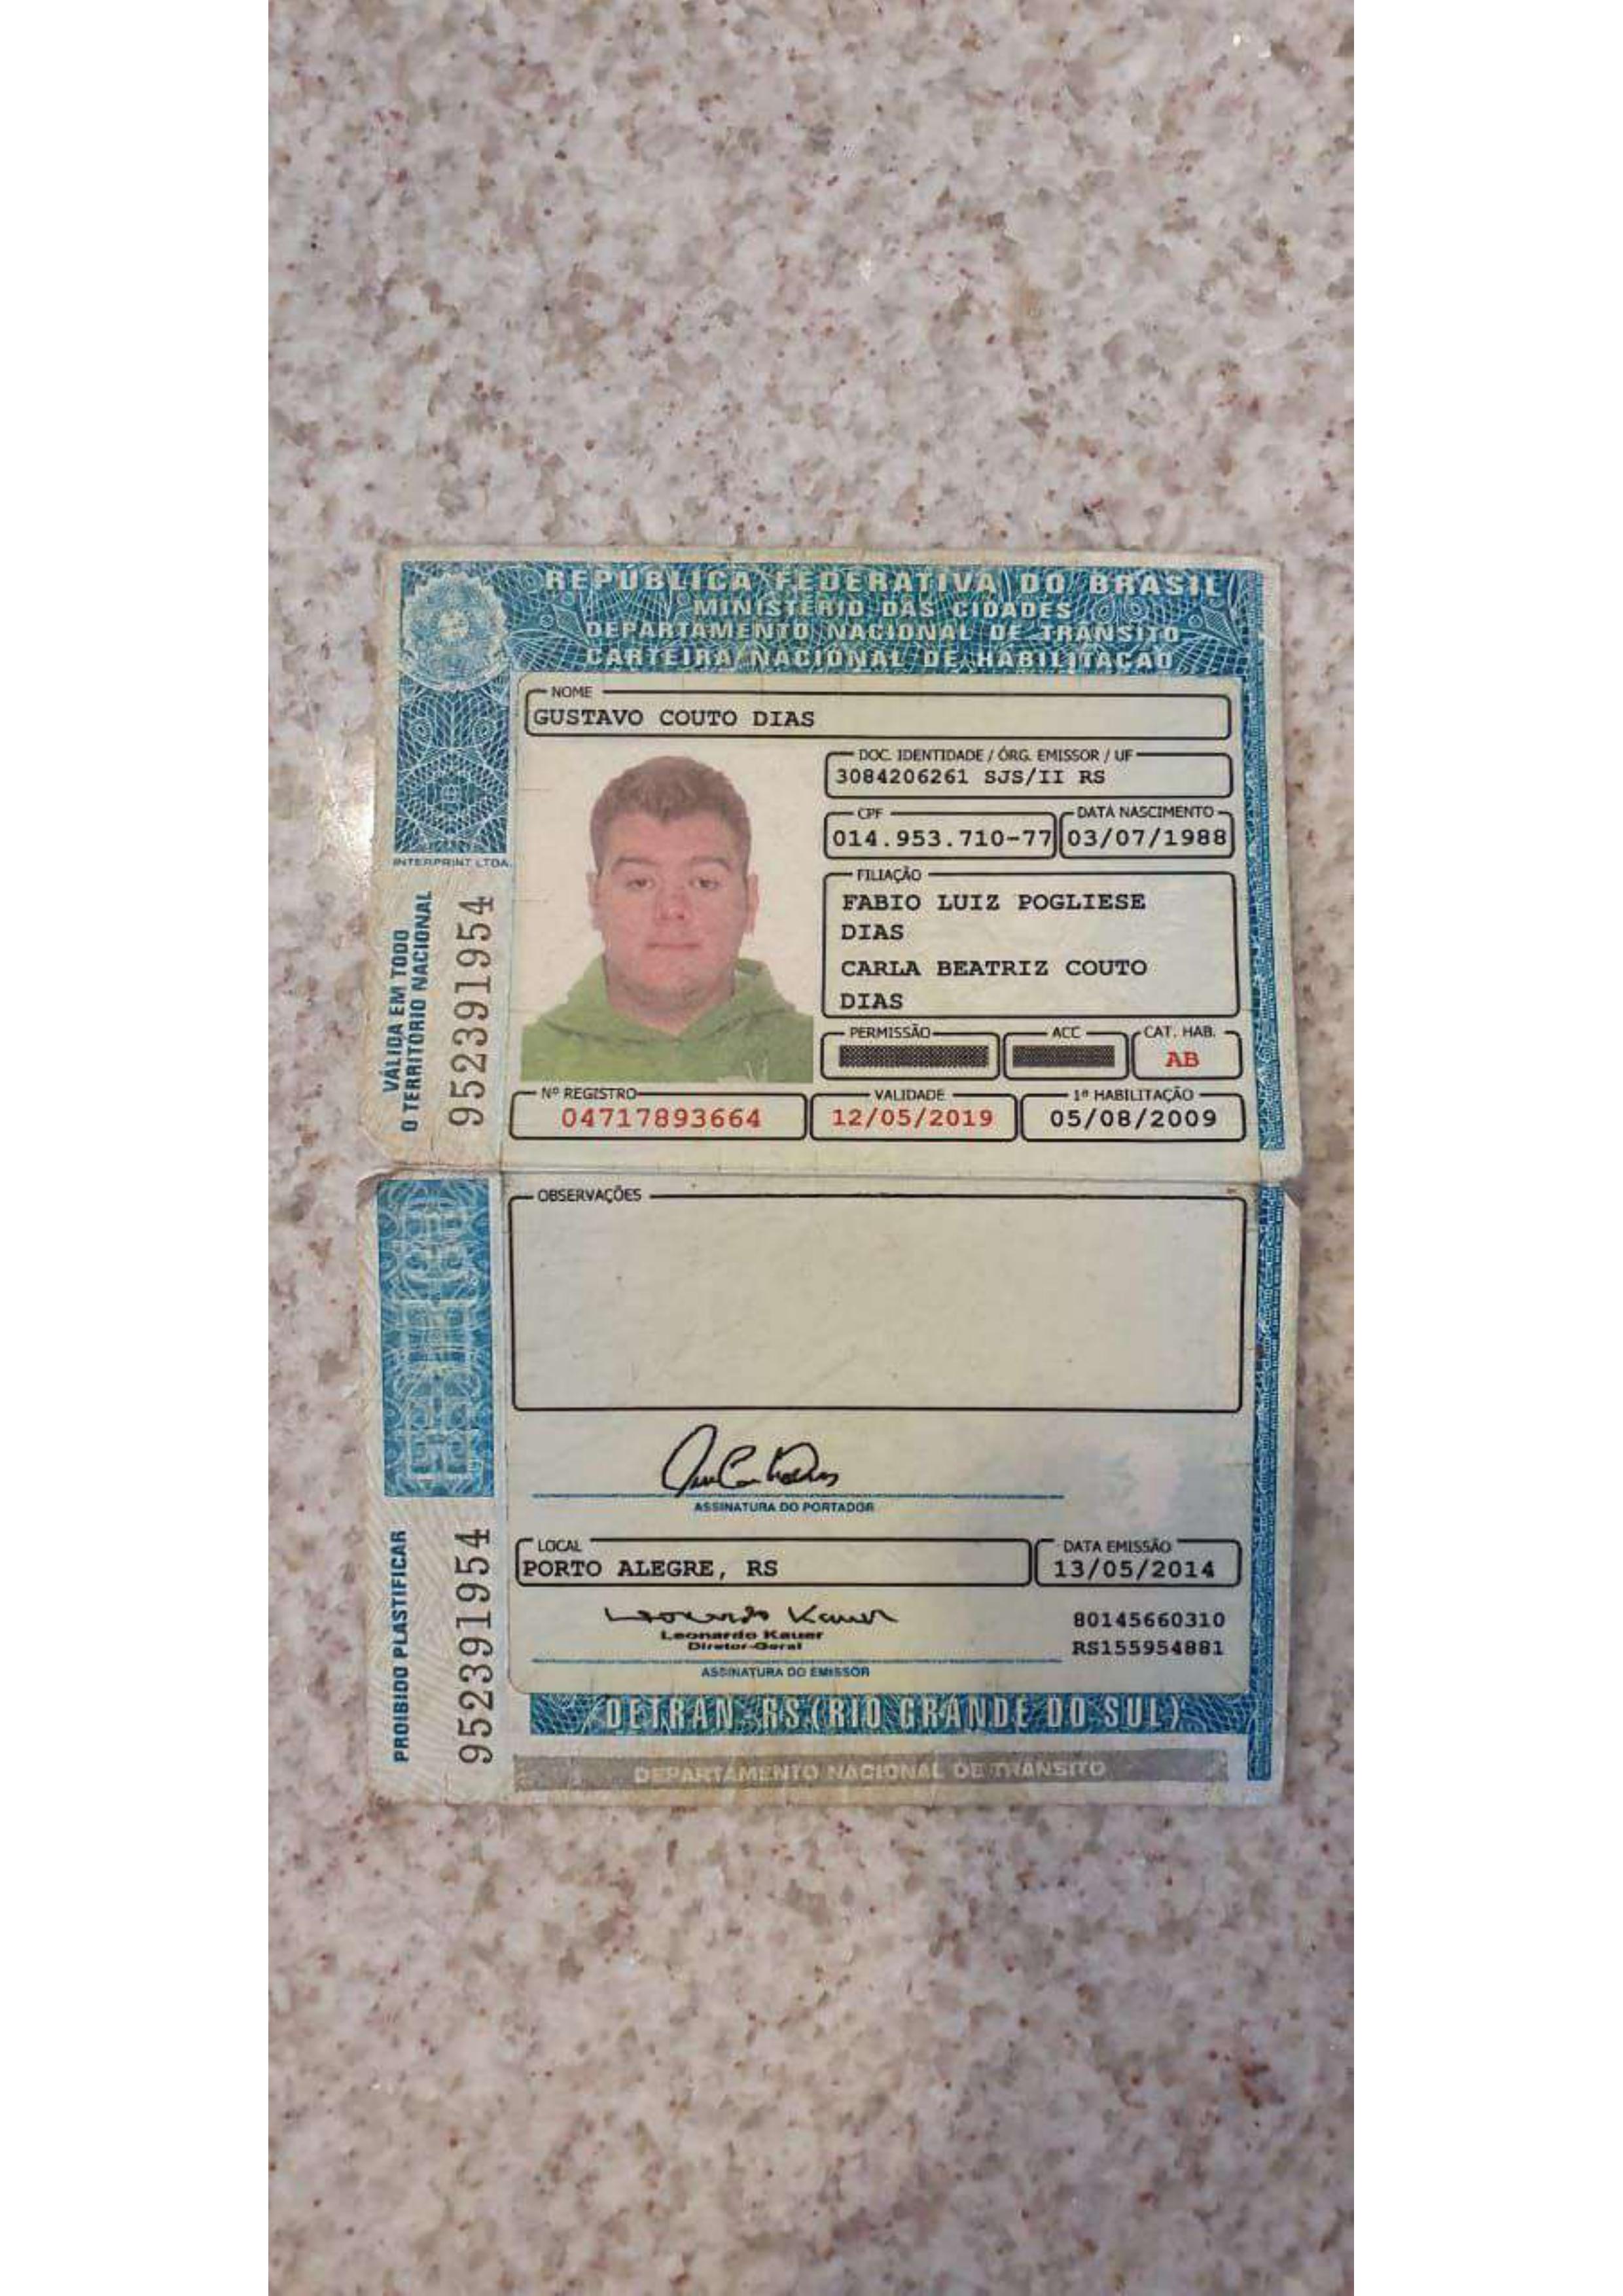 REPÚBLICA FEDERATIVA DO BRASIL
MINISTÉRIO DAS CIDADES
DEPARTAMENTO NACIONAL DE TRÂNSITO
CARTEIRA NACIONAL DE HABILITAÇÃO
NOME
GUSTAVO COUTO DIAS
DOC. IDENTIDADE / ÓRG. EMISSOR / UF
3084206261 SJS/II RS
CPF
014.953.710-77
DATA NASCIMENTO
03/07/1988
FILIAÇÃO
FABIO LUIZ POGLIESE
DIAS
CARLA BEATRIZ COUTO
DIAS
PERMISSÃO
ACC
CAT. HAB.
AB
Nº REGISTRO
04717893664
VALIDADE
12/05/2019
1ª HABILITAÇÃO
05/08/2009
INTERPRINT LTDA.
VÁLIDA EM TODO
O TERRITÓRIO NACIONAL
952391954
OBSERVAÇÕES
ASSINATURA DO PORTADOR
LOCAL
PORTO ALEGRE, RS
DATA EMISSÃO
13/05/2014
Leonardo Kauer
Leonardo Kauer
Diretor-Geral
80145660310
RS155954881
ASSINATURA DO EMISSOR
PROIBIDO PLASTIFICAR
952391954
DETRAN-RS (RIO GRANDE DO SUL)
DEPARTAMENTO NACIONAL DE TRANSITO